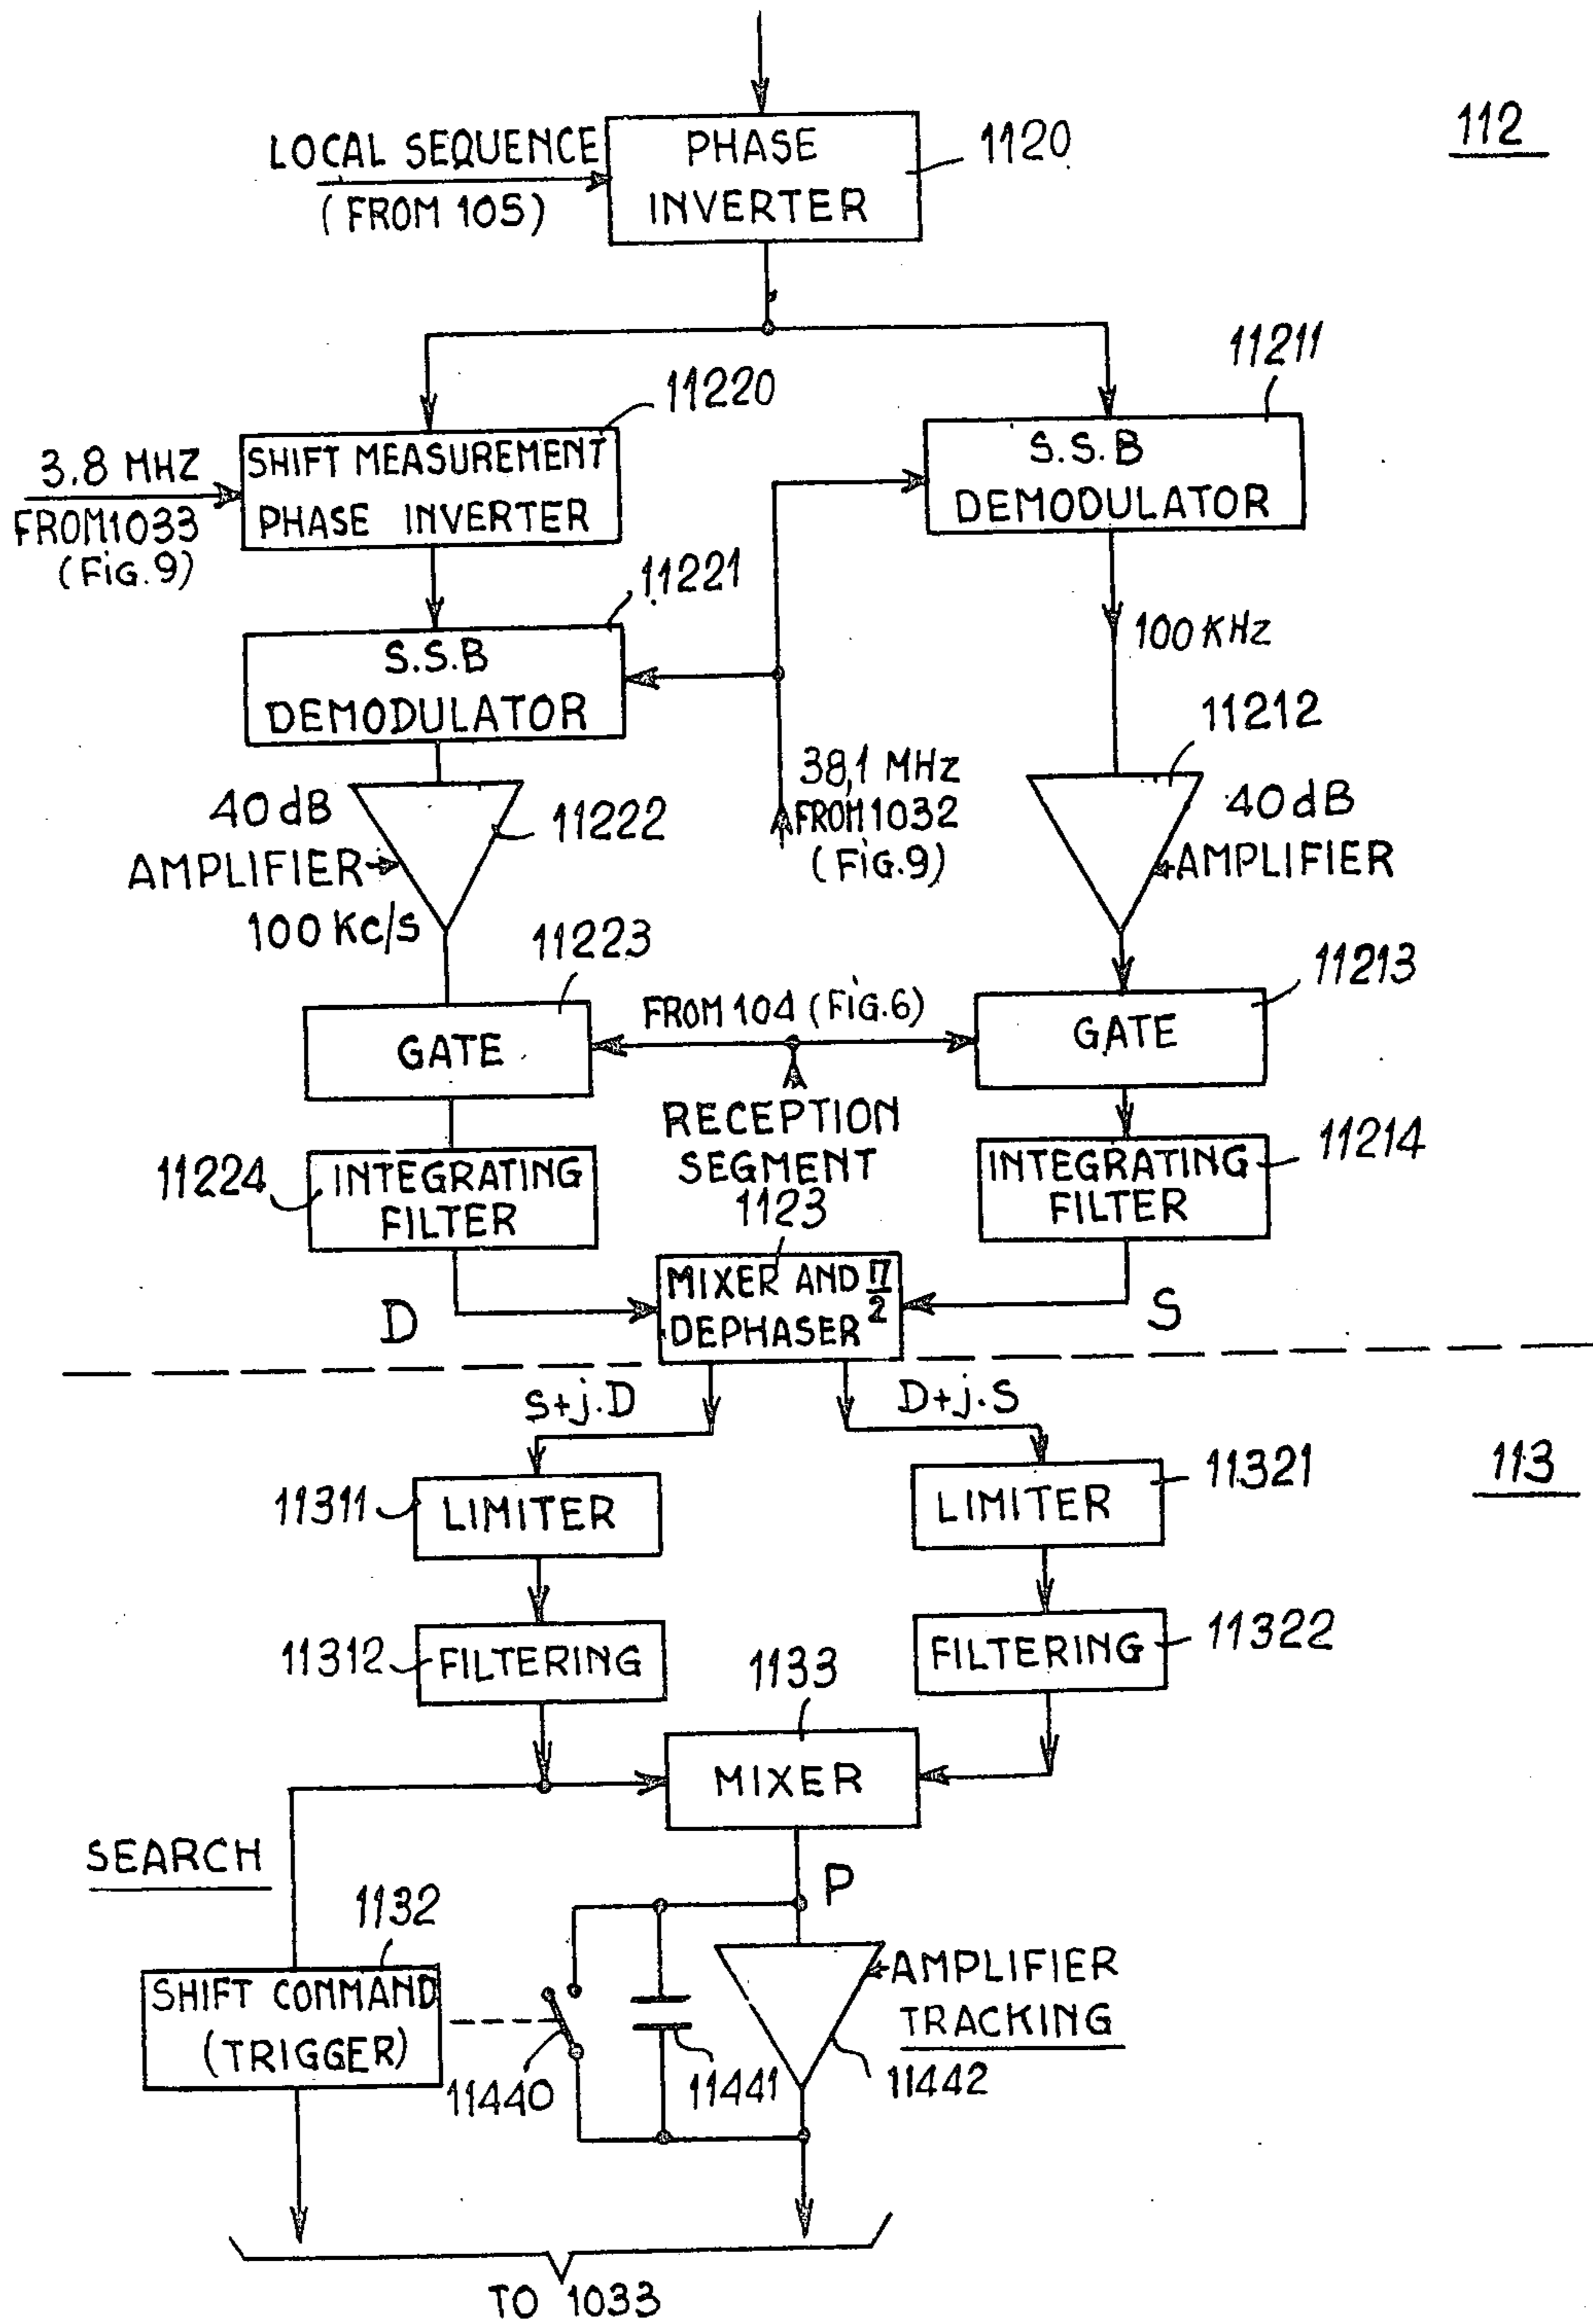 112
PHASE
INVERTER
1120
LOCAL SEQUENCE
(FROM 105)
11220
11211
3.8 MHZ
FROM 1033
(FIG.9)
SHIFT MEASUREMENT
PHASE INVERTER
S.S.B
DEMODULATOR
11221
S.S.B
DEMODULATOR
100 KHz
11212
38,1 MHz
FROM 1032
(FIG.9)
40 dB
AMPLIFIER
100 Kc/s
11222
40 dB
AMPLIFIER
11223
11213
GATE
FROM 104 (FIG.6)
GATE
RECEPTION
SEGMENT
11224
INTEGRATING
FILTER
INTEGRATING
FILTER
11214
1123
MIXER AND π/2
DEPHASER
D
S
S+j.D
D+j.S
113
11311
LIMITER
LIMITER
11321
11312
FILTERING
FILTERING
11322
1133
MIXER
SEARCH
P
1132
SHIFT COMMAND
(TRIGGER)
AMPLIFIER
TRACKING
11440
11441
11442
TO 1033